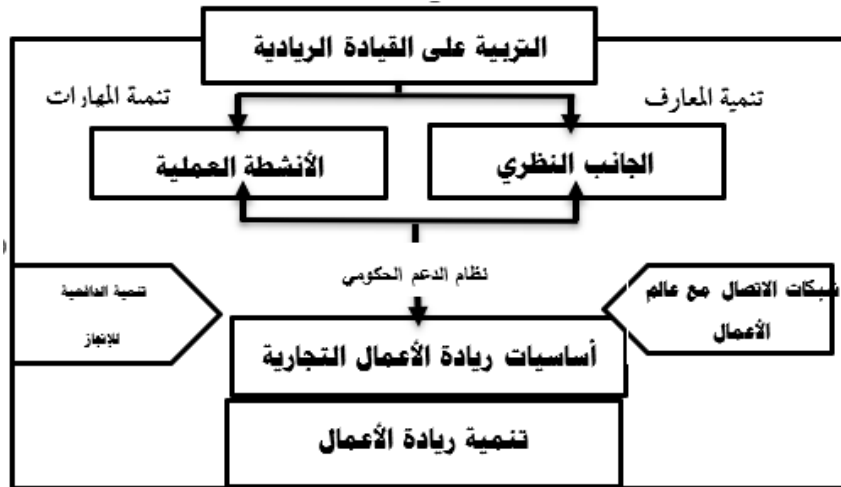 التربية على القيادة الريادية
تنمية المعارف
تنمية المهارات
الجانب النظري
الأنشطة العملية
نظام الدعم الحكومي
شبكات الاتصال مع عالم
الأعمال
تنمية الدافعية
للإنجاز
أساسيات ريادة الأعمال التجارية
تنمية ريادة الأعمال